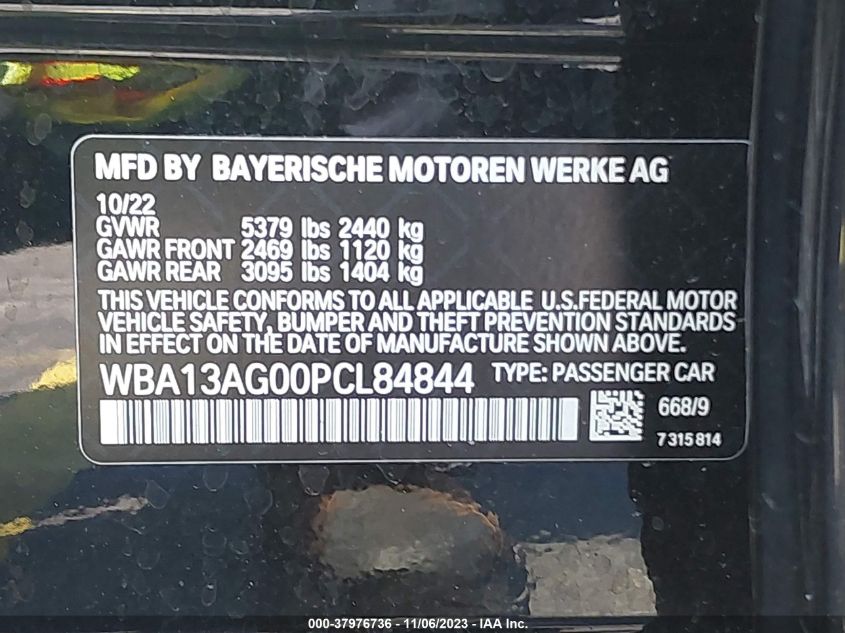 MFD BY BAYERISCHE MOTOREN WERKE AG
10/22
GVWR 5379 lbs 2440 kg
GAWR FRONT 2469 lbs 1120 kg
GAWR REAR 3095 lbs 1404 kg
THIS VEHICLE CONFORMS TO ALL APPLICABLE U.S.FEDERAL MOTOR
VEHICLE SAFETY, BUMPER AND THEFT PREVENTION STANDARDS
IN EFFECT ON THE DATE OF MANUFACTURE SHOWN ABOVE.
WBA13AG00PCL84844 TYPE: PASSENGER CAR
668/9
7 315 814
000-37976736 - 11/06/2023 - IAA Inc.